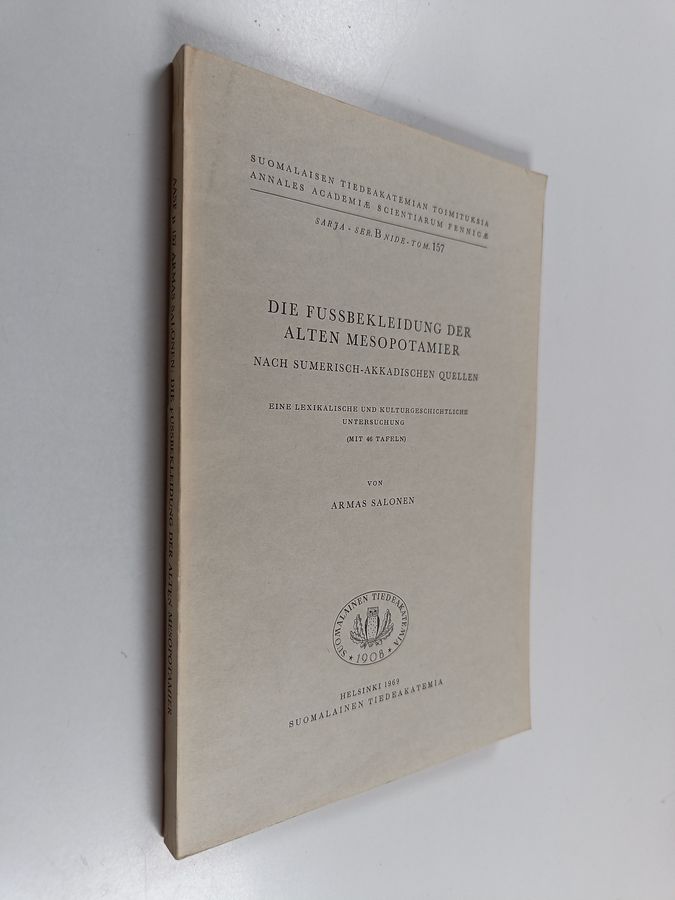 SUOMALAISEN TIEDEAKATEMIAN TOIMITUKSIA
ANNALES ACADEMIÆ SCIENTIARUM FENNICÆ
SARJA - SER. B NIDE - TOM. 157
DIE FUSSBEKLEIDUNG DER
ALTEN MESOPOTAMIER
NACH SUMERISCH-AKKADISCHEN QUELLEN
EINE LEXIKALISCHE UND KULTURGESCHICHTLICHE
UNTERSUCHUNG
(MIT 46 TAFELN)
VON
ARMAS SALONEN
SUOMALAINEN TIEDEAKATEMIA
1908
HELSINKI 1969
SUOMALAINEN TIEDEAKATEMIA
AASF B 157 ARMAS SALONEN: DIE FUSSBEKLEIDUNG DER ALTEN MESOPOTAMIER